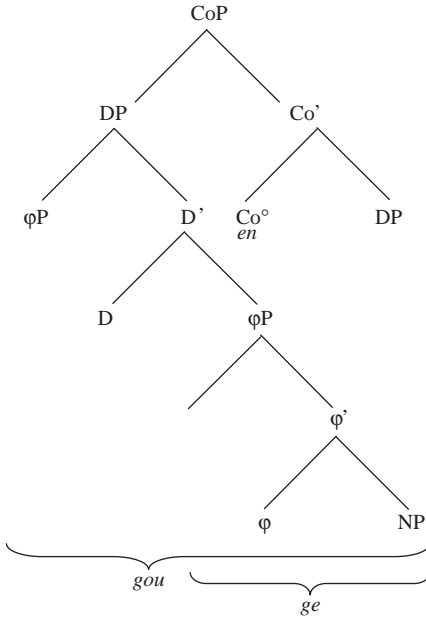 CoP
DP Co’
φP D’ Co° DP
en
D φP
φ’
φ NP
gou
ge